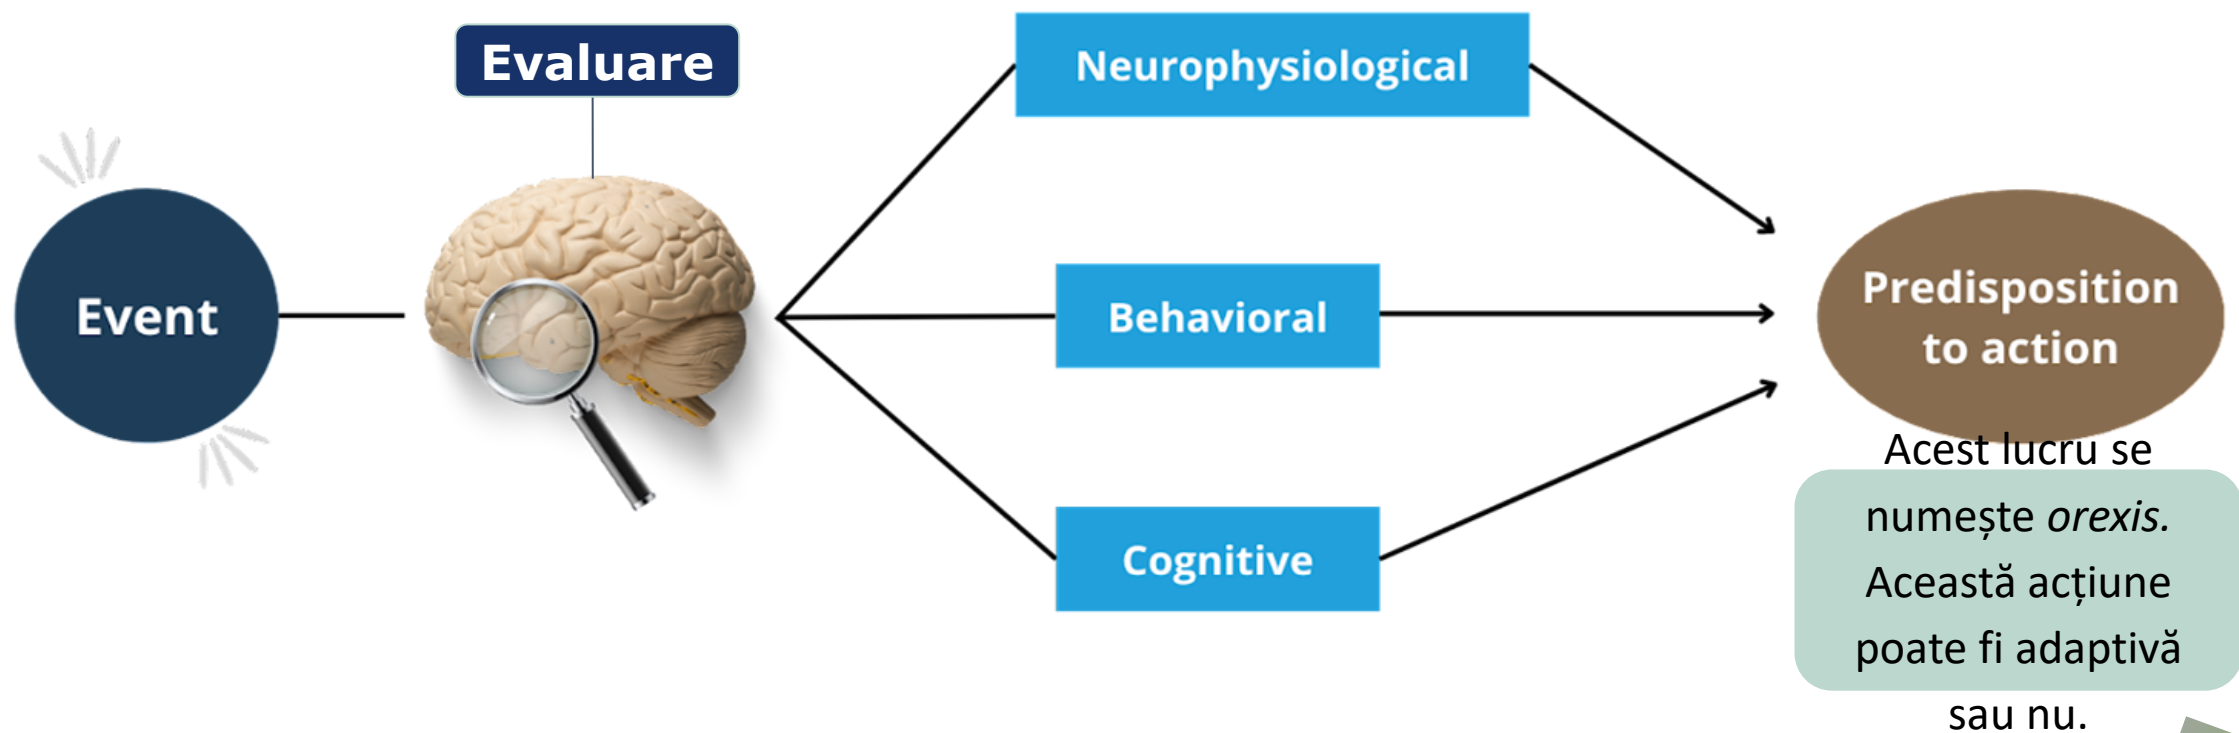 Evaluare
Neurophysiological
Event
Behavioral
Predisposition
to action
Cognitive
Acest lucru se
numește orexis.
Această acțiune
poate fi adaptivă
sau nu.